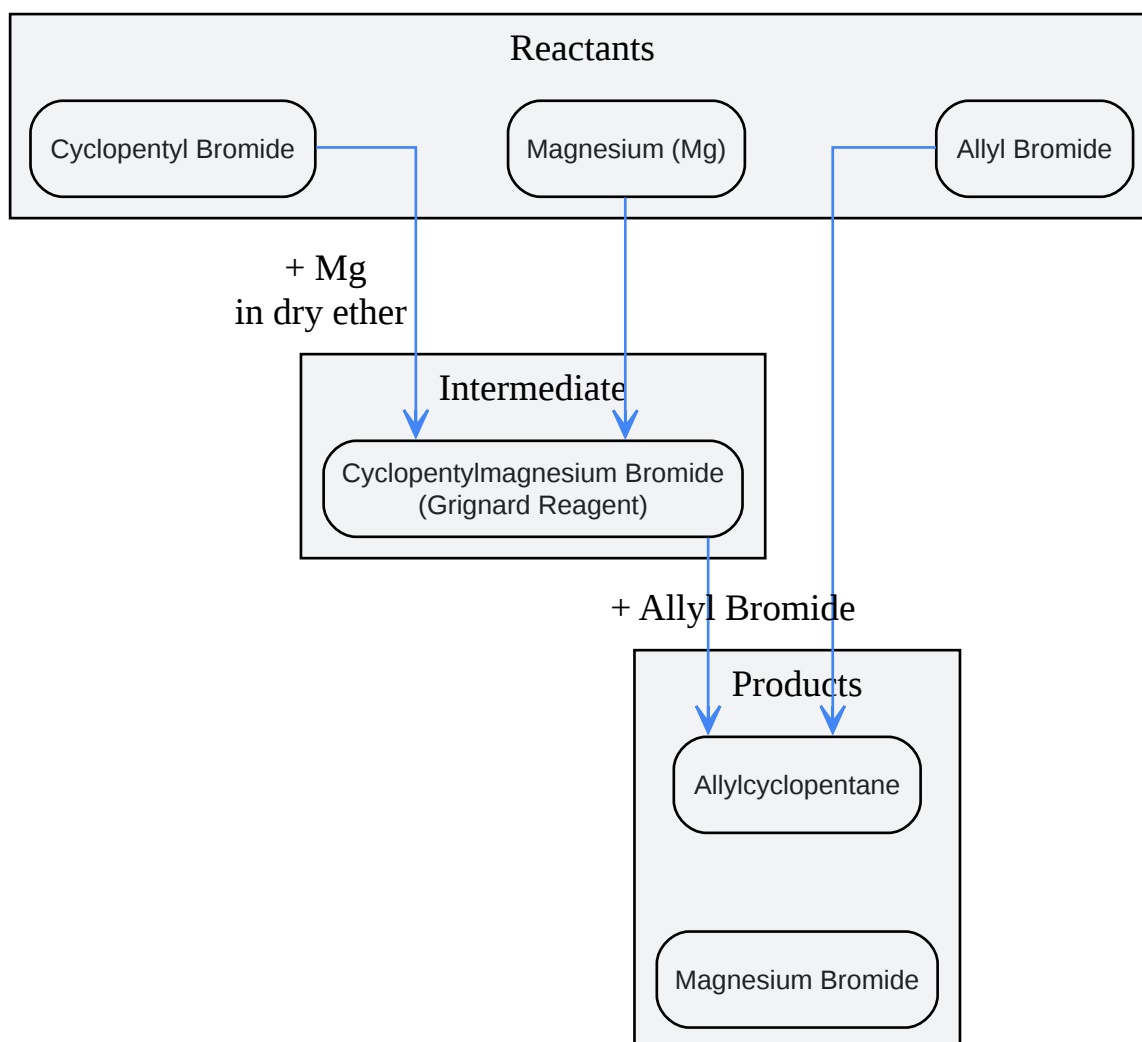 Reactants
Cyclopentyl Bromide
Magnesium (Mg)
Allyl Bromide
+ Mg
in dry ether
Intermediate
Cyclopentylmagnesium Bromide
(Grignard Reagent)
+ Allyl Bromide
Products
Allylcyclopentane
Magnesium Bromide